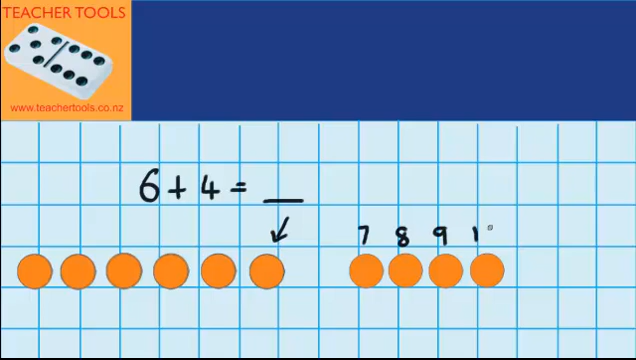 TEACHER TOOLS
www.teachertools.co.nz
6 + 4 = __
7 8 9 1